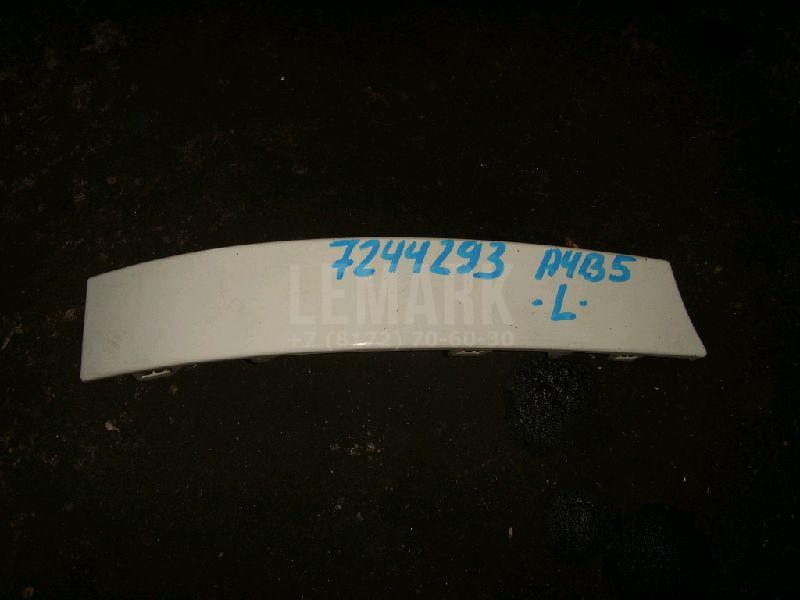 7244293 A4B5
-L-
LEMARK
+7 (8172) 70-60-30